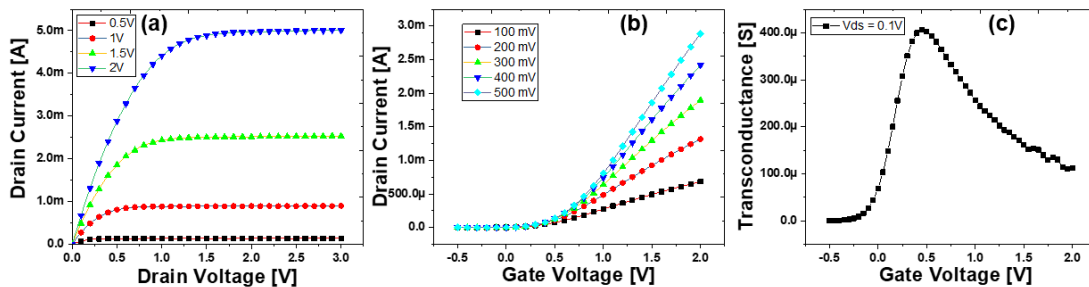 (a)
0.5V
1V
1.5V
2V
5.0m
4.0m
3.0m
2.0m
1.0m
0.0
Drain Current [A]
0.0 0.5 1.0 1.5 2.0 2.5 3.0
Drain Voltage [V]
(b)
100 mV
200 mV
300 mV
400 mV
500 mV
3.0m
2.5m
2.0m
1.5m
1.0m
500.0µ
0.0
Drain Current [A]
-0.5 0.0 0.5 1.0 1.5 2.0
Gate Voltage [V]
(c)
Vds = 0.1V
400.0µ
300.0µ
200.0µ
100.0µ
0.0
Transconductance [S]
-0.5 0.0 0.5 1.0 1.5 2.0
Gate Voltage [V]